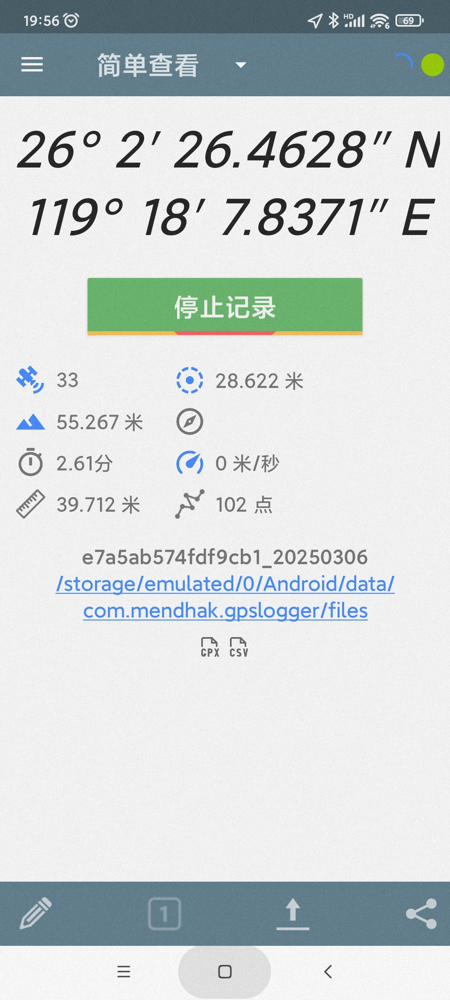 19:56 HD 6 69
简单查看
26° 2' 26.4628" N
119° 18' 7.8371" E
停止记录
33 28.622 米
55.267 米
2.61分 0 米/秒
39.712 米 102 点
e7a5ab574fdf9cb1_20250306
/storage/emulated/0/Android/data/
com.mendhak.gpslogger/files
GPX CSV
1